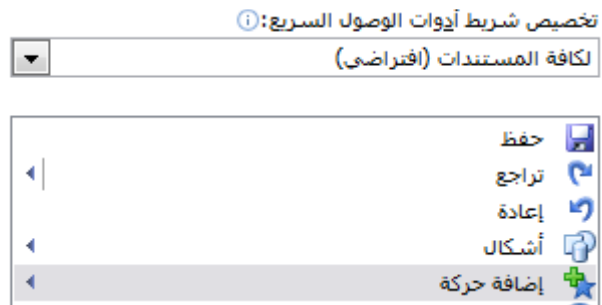 تخصيص شريط أدوات الوصول السريع:
لكافة المستندات (افتراضي)
حفظ
تراجع
إعادة
أشكال
إضافة حركة